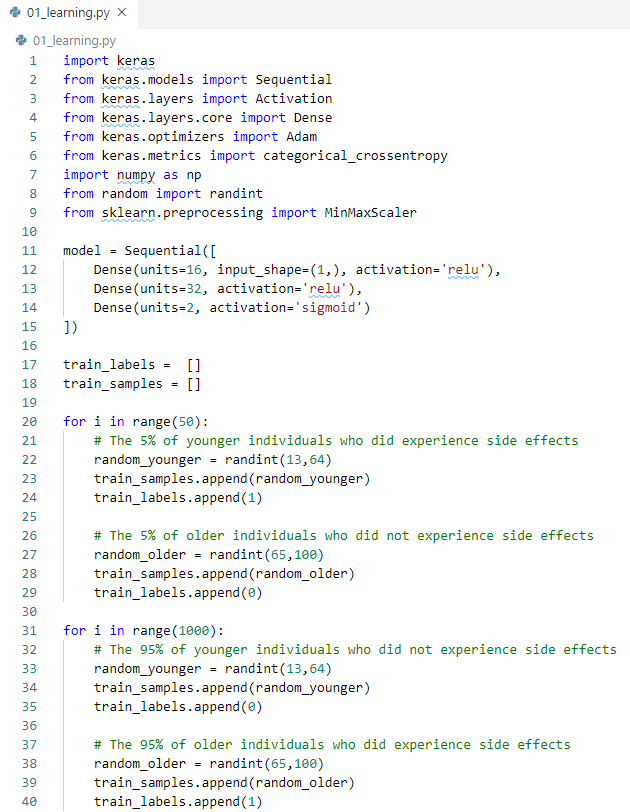 01_learning.py ×
01_learning.py
1 import keras
2 from keras.models import Sequential
3 from keras.layers import Activation
4 from keras.layers.core import Dense
5 from keras.optimizers import Adam
6 from keras.metrics import categorical_crossentropy
7 import numpy as np
8 from random import randint
9 from sklearn.preprocessing import MinMaxScaler
10
11 model = Sequential([
12     Dense(units=16, input_shape=(1,), activation='relu'),
13     Dense(units=32, activation='relu'),
14     Dense(units=2, activation='sigmoid')
15 ])
16
17 train_labels =  []
18 train_samples = []
19
20 for i in range(50):
21     # The 5% of younger individuals who did experience side effects
22     random_younger = randint(13,64)
23     train_samples.append(random_younger)
24     train_labels.append(1)
25
26     # The 5% of older individuals who did not experience side effects
27     random_older = randint(65,100)
28     train_samples.append(random_older)
29     train_labels.append(0)
30
31 for i in range(1000):
32     # The 95% of younger individuals who did not experience side effects
33     random_younger = randint(13,64)
34     train_samples.append(random_younger)
35     train_labels.append(0)
36
37     # The 95% of older individuals who did experience side effects
38     random_older = randint(65,100)
39     train_samples.append(random_older)
40     train_labels.append(1)